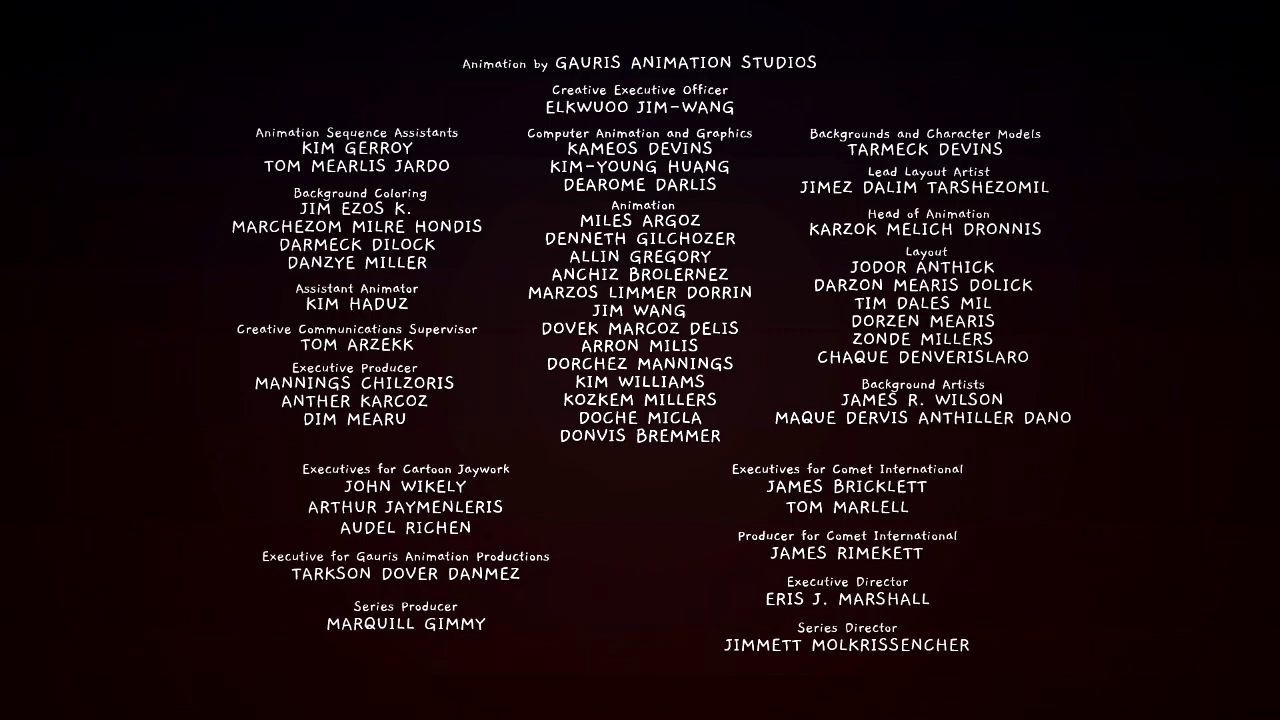 Animation by GAURIS ANIMATION STUDIOS
Creative Executive Officer
ELKWUOO JIM-WANG
Animation Sequence Assistants
KIM GERROY
TOM MEARLIS JARDO
Background Coloring
JIM EZOS K.
MARCHEZOM MILRE HONDIS
DARMECK DILOCK
DANZYE MILLER
Assistant Animator
KIM HADUZ
Creative Communications Supervisor
TOM ARZEKK
Executive Producer
MANNINGS CHILZORIS
ANTHER KARCOZ
DIM MEARU
Computer Animation and Graphics
KAMEOS DEVINS
KIM-YOUNG HUANG
DEAROME DARLIS
Animation
MILES ARGOZ
DENNETH GILCHOZER
ALLIN GREGORY
ANCHIZ BROLERNEZ
MARZOS LIMMER DORRIN
JIM WANG
DOVEK MARCOZ DELIS
ARRON MILIS
DORCHEZ MANNINGS
KIM WILLIAMS
KOZKEM MILLERS
DOCHE MICLA
DONVIS BREMMER
Backgrounds and Character Models
TARMECK DEVINS
Lead Layout Artist
JIMEZ DALIM TARSHEZOMIL
Head of Animation
KARZOK MELICH DRONNIS
Layout
JODOR ANTHICK
DARZON MEARIS DOLICK
TIM DALES MIL
DORZEN MEARIS
ZONDE MILLERS
CHAQUE DENVERISLARO
Background Artists
JAMES R. WILSON
MAQUE DERVIS ANTHILLER DANO
Executives for Cartoon Jaywork
JOHN WIKELY
ARTHUR JAYMENLERIS
AUDEL RICHEN
Executive for Gauris Animation Productions
TARKSON DOVER DANMEZ
Series Producer
MARQUILL GIMMY
Executives for Comet International
JAMES BRICKLETT
TOM MARLELL
Producer for Comet International
JAMES RIMEKETT
Executive Director
ERIS J. MARSHALL
Series Director
JIMMETT MOLKRISSENCHER